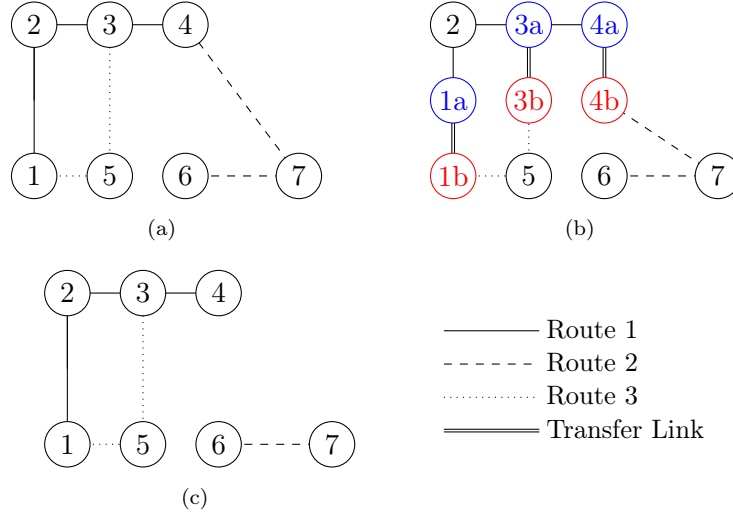 2 3 4
1 5 6 7
(a)
2 3a 4a
1a 3b 4b
1b 5 6 7
(b)
2 3 4
1 5 6 7
(c)
Route 1
Route 2
Route 3
Transfer Link